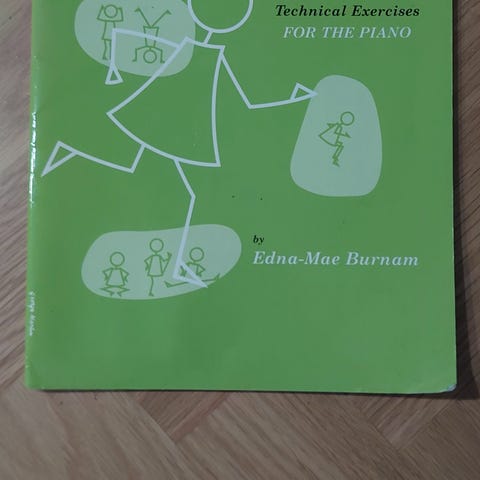 Technical Exercises
FOR THE PIANO
by
Edna-Mae Burnam